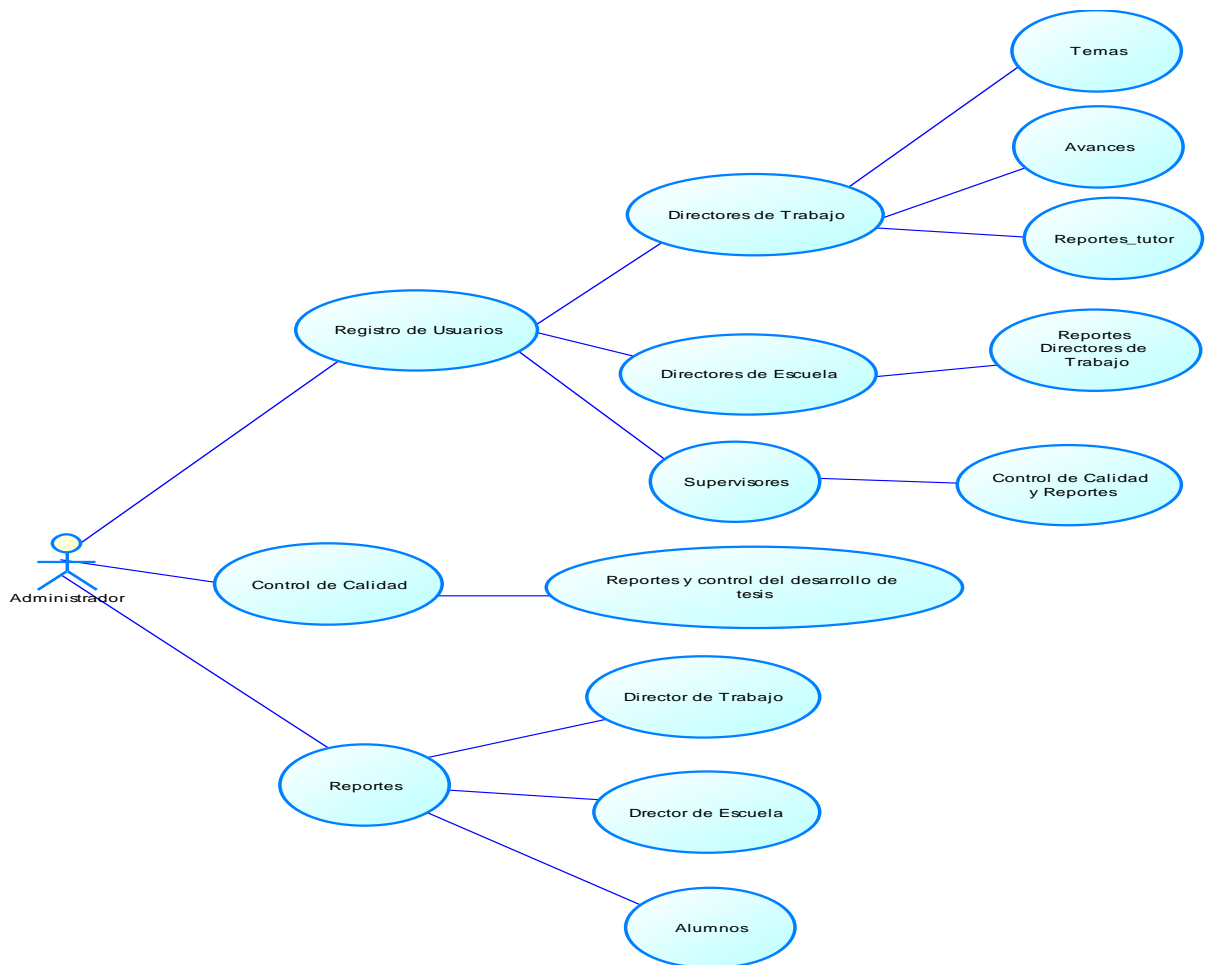 Temas
Avances
Directores de Trabajo
Reportes_tutor
Registro de Usuarios
Reportes
Directores de
Trabajo
Directores de Escuela
Supervisores
Control de Calidad
y Reportes
Administrador
Control de Calidad
Reportes y control del desarrollo de
tesis
Director de Trabajo
Reportes
Drector de Escuela
Alumnos